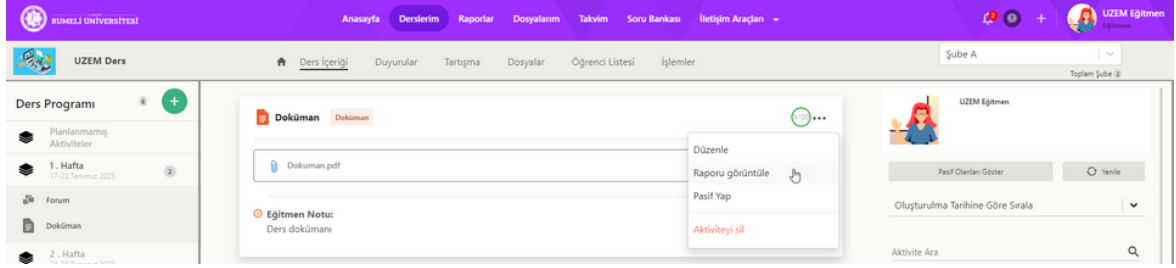 RUMELİ ÜNİVERSİTESİ
Anasayfa Derslerim Raporlar Dosyalarım Takvim Soru Bankası İletişim Araçları
UZEM Eğitmen
Eğitmen
UZEM Ders
Ders İçeriği Duyurular Tartışma Dosyalar Öğrenci Listesi İşlemler
Şube A
Toplam Şube 2
Ders Programı 6
Planlanmamış
Aktiviteler
1 . Hafta
17-23 Temmuz 2023
2
Forum
Doküman
2 . Hafta
Doküman Doküman
%100
Dokuman.pdf
Eğitmen Notu:
Ders dokümanı
Düzenle
Raporu görüntüle
Pasif Yap
Aktiviteyi sil
UZEM Eğitmen
Pasif Olanları Göster Yenile
Oluşturulma Tarihine Göre Sırala
Aktivite Ara